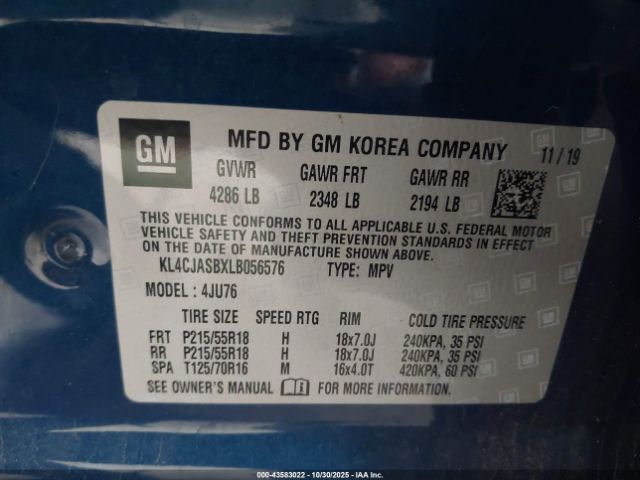 GM
MFD BY GM KOREA COMPANY 11/19
GVWR GAWR FRT GAWR RR
4286 LB 2348 LB 2194 LB
THIS VEHICLE CONFORMS TO ALL APPLICABLE U.S. FEDERAL MOTOR
VEHICLE SAFETY AND THEFT PREVENTION STANDARDS IN EFFECT
ON THE DATE OF MANUFACTURE SHOWN ABOVE.
KL4CJASBXLB056576 TYPE: MPV
MODEL: 4JU76
TIRE SIZE SPEED RTG RIM COLD TIRE PRESSURE
FRT P215/55R18 H 18x7.0J 240KPA, 35 PSI
RR P215/55R18 H 18x7.0J 240KPA, 35 PSI
SPA T125/70R16 M 16x4.0T 420KPA, 60 PSI
SEE OWNER'S MANUAL FOR MORE INFORMATION.
000-43583022 - 10/30/2025 - IAAI.com